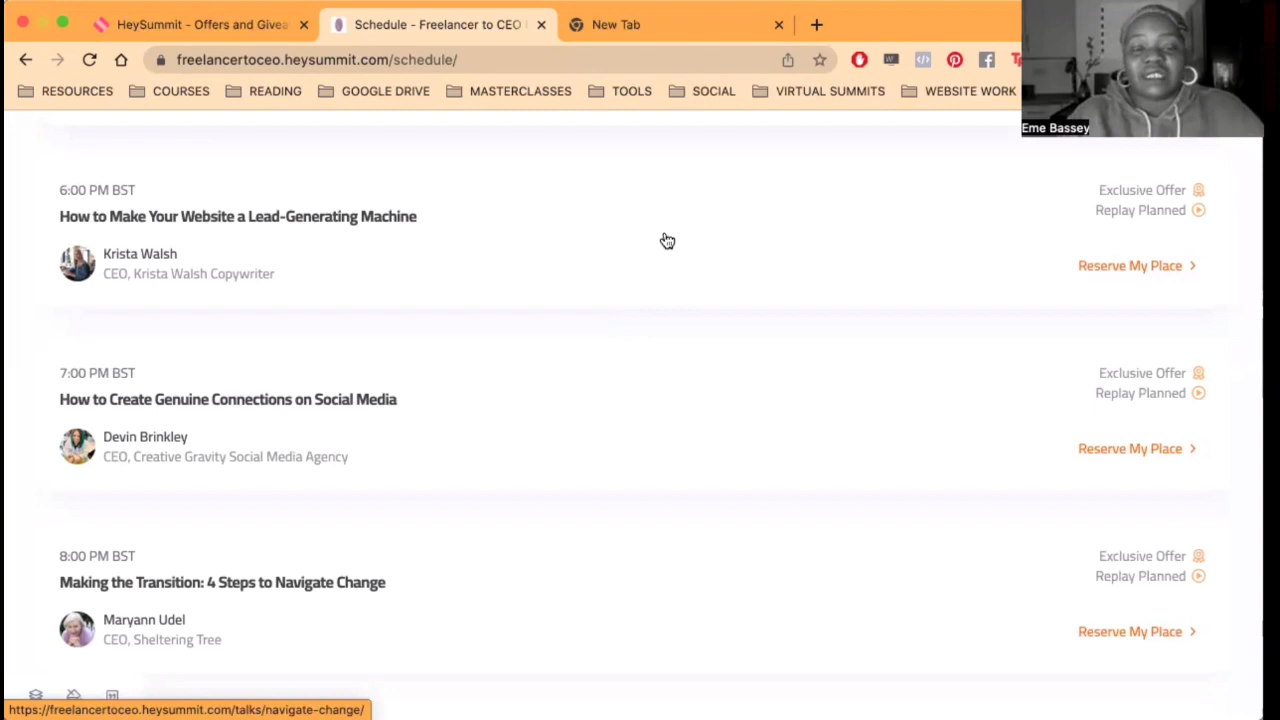 HeySummit - Offers and Givea
Schedule - Freelancer to CEO
New Tab
freelancertoceo.heysummit.com/schedule/
RESOURCES
COURSES
READING
GOOGLE DRIVE
MASTERCLASSES
TOOLS
SOCIAL
VIRTUAL SUMMITS
WEBSITE WORK
Eme Bassey
6:00 PM BST
Exclusive Offer
How to Make Your Website a Lead-Generating Machine
Replay Planned
Krista Walsh
CEO, Krista Walsh Copywriter
Reserve My Place
7:00 PM BST
Exclusive Offer
How to Create Genuine Connections on Social Media
Replay Planned
Devin Brinkley
CEO, Creative Gravity Social Media Agency
Reserve My Place
8:00 PM BST
Exclusive Offer
Making the Transition: 4 Steps to Navigate Change
Replay Planned
Maryann Udel
CEO, Sheltering Tree
Reserve My Place
https://freelancertoceo.heysummit.com/talks/navigate-change/